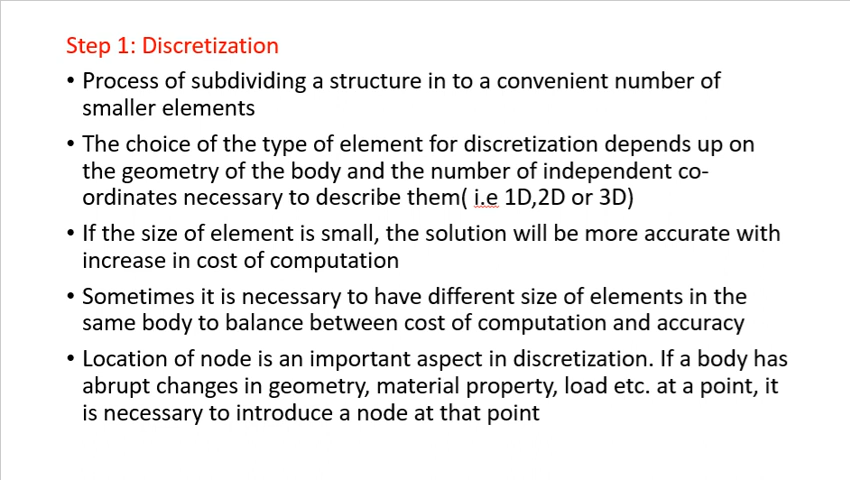 Step 1: Discretization
• Process of subdividing a structure in to a convenient number of
smaller elements
• The choice of the type of element for discretization depends up on
the geometry of the body and the number of independent co-
ordinates necessary to describe them( i.e 1D,2D or 3D)
• If the size of element is small, the solution will be more accurate with
increase in cost of computation
• Sometimes it is necessary to have different size of elements in the
same body to balance between cost of computation and accuracy
• Location of node is an important aspect in discretization. If a body has
abrupt changes in geometry, material property, load etc. at a point, it
is necessary to introduce a node at that point